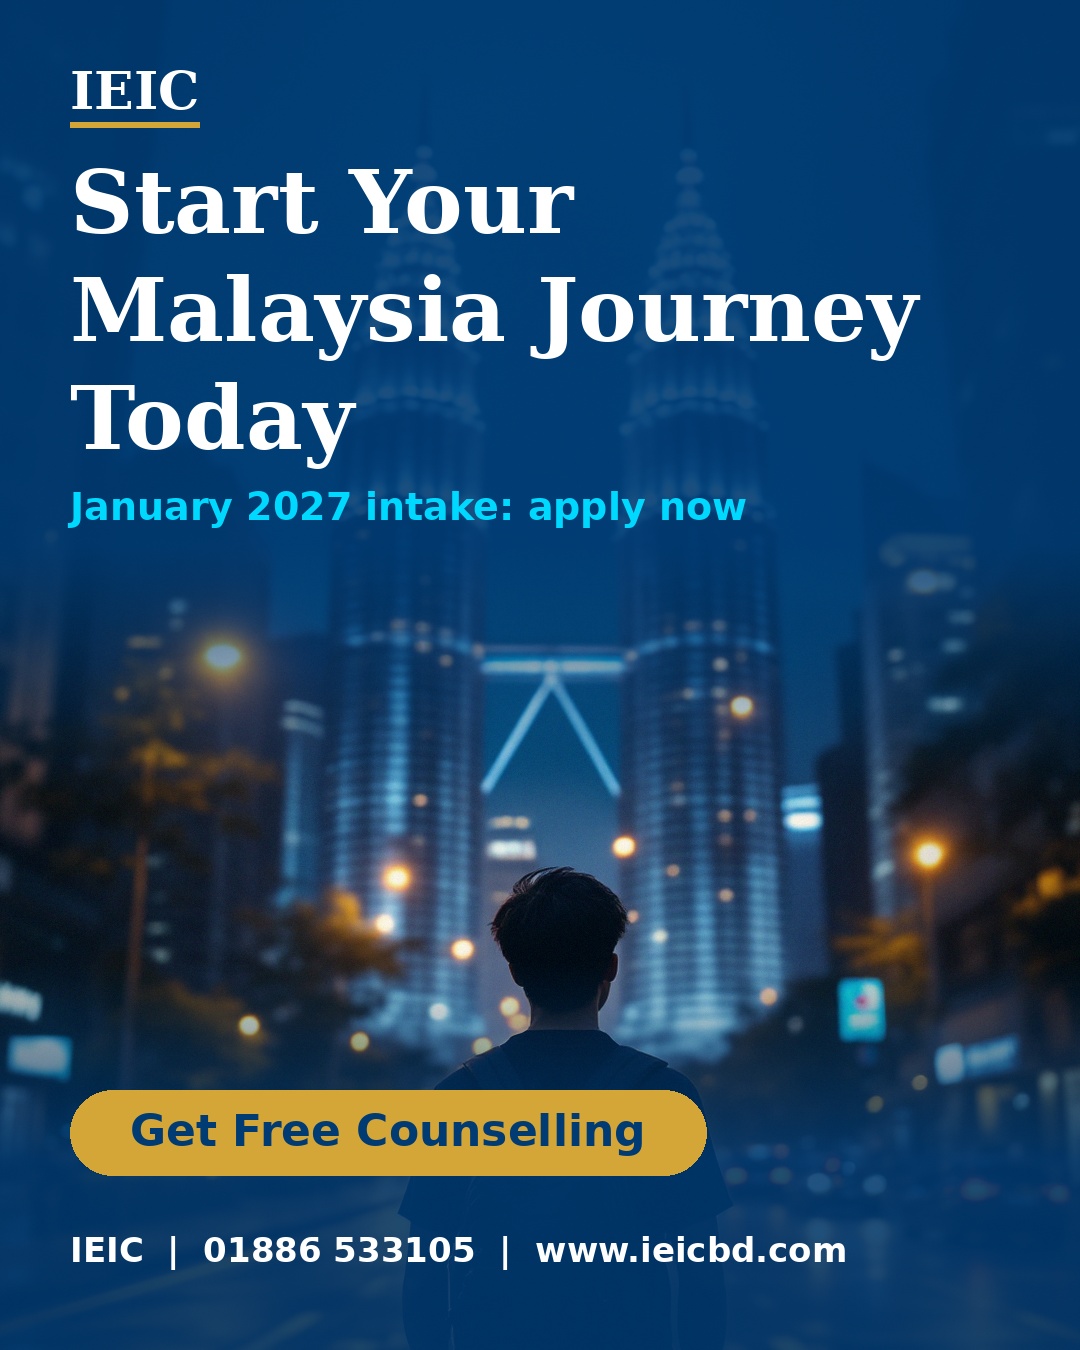 IEIC
Start Your
Malaysia Journey
Today
January 2027 intake: apply now
Get Free Counselling
IEIC | 01886 533105 | www.ieicbd.com